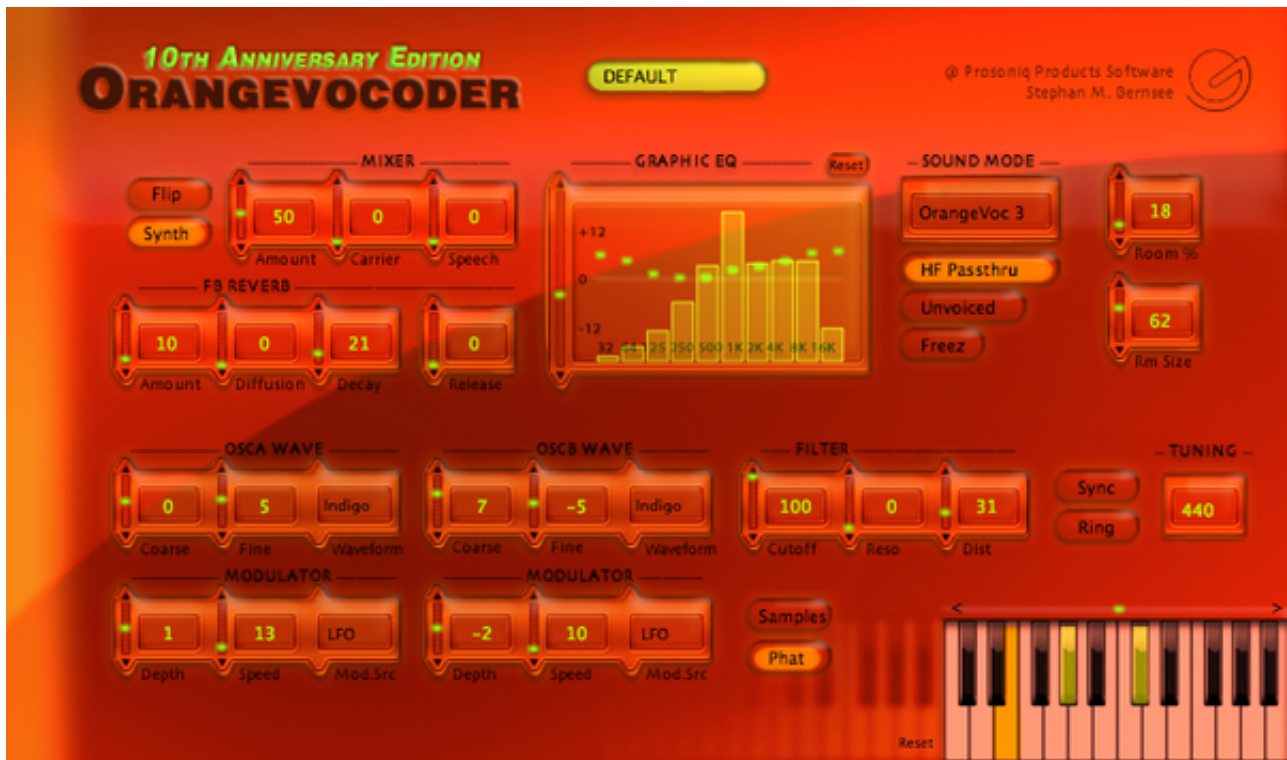 10TH ANNIVERSARY EDITION
ORANGEVOCODER
DEFAULT
@ Prosoniq Products Software
Stephan M. Bernsee
MIXER
Flip
Synth
50 0 0
Amount Carrier Speech
FB REVERB
10 0 21 0
Amount Diffusion Decay Release
GRAPHIC EQ
Reset
+12
0
-12
32 64 125 250 500 1K 2K 4K 8K 16K
SOUND MODE
OrangeVoc 3
HF Passthru
Unvoiced
Freez
18
Room %
62
Rm Size
OSCA WAVE
0 5 Indigo
Coarse Fine Waveform
OSCB WAVE
7 -5 Indigo
Coarse Fine Waveform
FILTER
100 0 31
Cutoff Reso Dist
Sync
Ring
- TUNING -
440
MODULATOR
1 13 LFO
Depth Speed Mod.Src
MODULATOR
-2 10 LFO
Depth Speed Mod.Src
Samples
Phat
< >
Reset